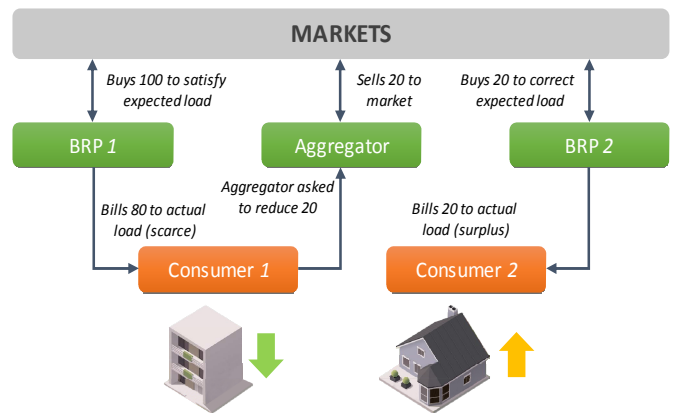 MARKETS
Buys 100 to satisfy
expected load
Sells 20 to
market
Buys 20 to correct
expected load
BRP 1
Aggregator
BRP 2
Aggregator asked
to reduce 20
Bills 80 to actual
load (scarce)
Bills 20 to actual
load (surplus)
Consumer 1
Consumer 2